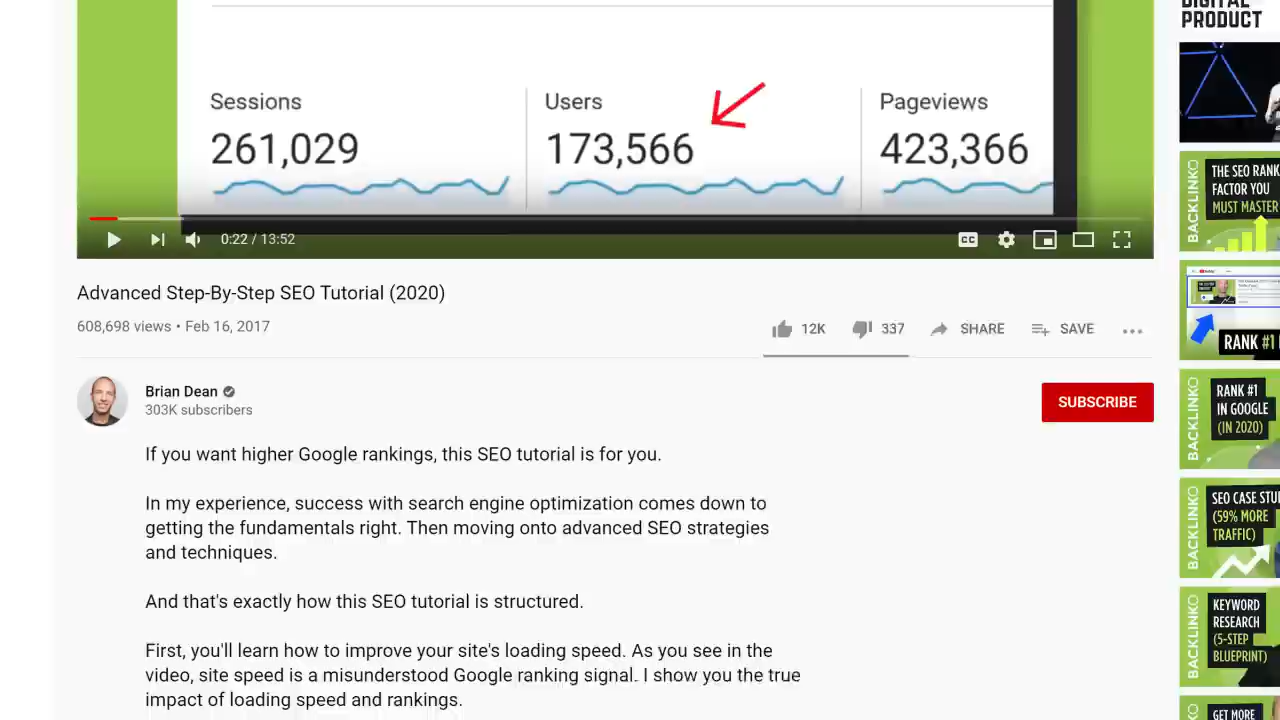 DIGITAL
PRODUCT
Sessions
261,029
Users
173,566
Pageviews
423,366
0:22 / 13:52
CC
Advanced Step-By-Step SEO Tutorial (2020)
608,698 views • Feb 16, 2017
12K
337
SHARE
SAVE
Brian Dean
303K subscribers
SUBSCRIBE
If you want higher Google rankings, this SEO tutorial is for you.
In my experience, success with search engine optimization comes down to
getting the fundamentals right. Then moving onto advanced SEO strategies
and techniques.
And that's exactly how this SEO tutorial is structured.
First, you'll learn how to improve your site's loading speed. As you see in the
video, site speed is a misunderstood Google ranking signal. I show you the true
impact of loading speed and rankings.
BACKLINKO
THE SEO RANK
FACTOR YOU
MUST MASTER
RANK #1
BACKLINKO
RANK #1
IN GOOGLE
(IN 2020)
BACKLINKO
SEO CASE STU
(59% MORE
TRAFFIC)
BACKLINKO
KEYWORD
RESEARCH
(5-STEP
BLUEPRINT)
GET MORE